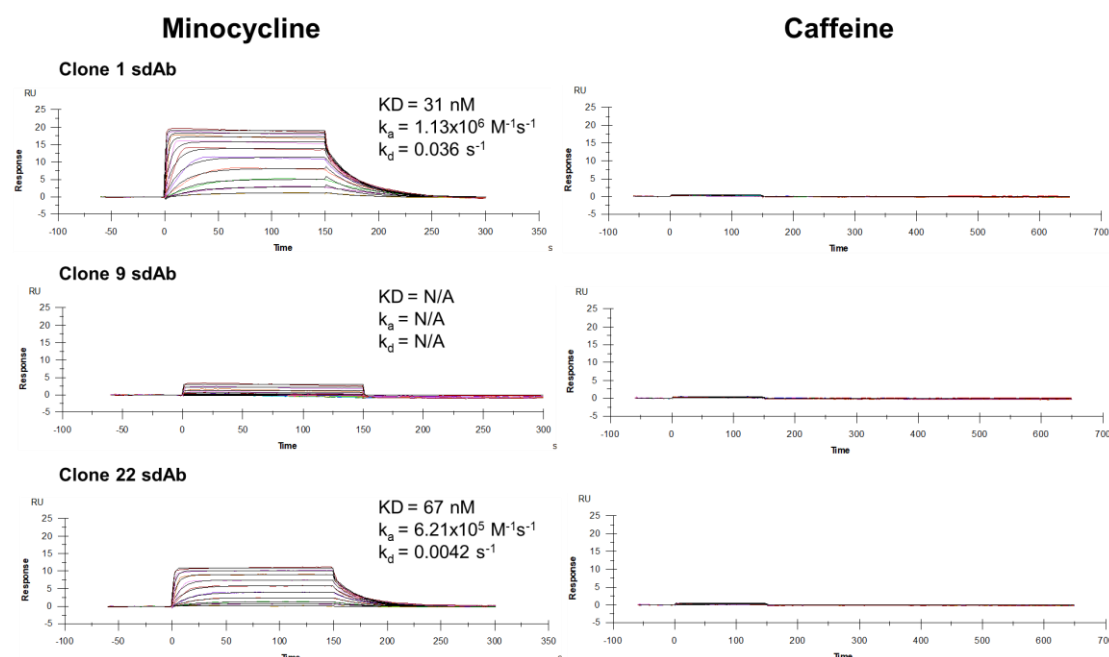 Minocycline
Caffeine
Clone 1 sdAb
RU
25
20
15
10
5
0
-5
Response
-100 -50 0 50 100 150 200 250 300 350
Time
s
KD = 31 nM
kₐ = 1.13x10⁶ M⁻¹s⁻¹
k_d = 0.036 s⁻¹
RU
25
20
15
10
5
0
-5
Response
-100 0 100 200 300 400 500 600 700
Time
Clone 9 sdAb
RU
25
20
15
10
5
0
-5
Response
-100 -50 0 50 100 150 200 250 300
Time
s
KD = N/A
kₐ = N/A
k_d = N/A
RU
25
20
15
10
5
0
-5
Response
-100 0 100 200 300 400 500 600 700
Time
Clone 22 sdAb
RU
25
20
15
10
5
0
-5
Response
-100 -50 0 50 100 150 200 250 300 350
Time
s
KD = 67 nM
kₐ = 6.21x10⁵ M⁻¹s⁻¹
k_d = 0.0042 s⁻¹
RU
25
20
15
10
5
0
-5
Response
-100 0 100 200 300 400 500 600 700
Time